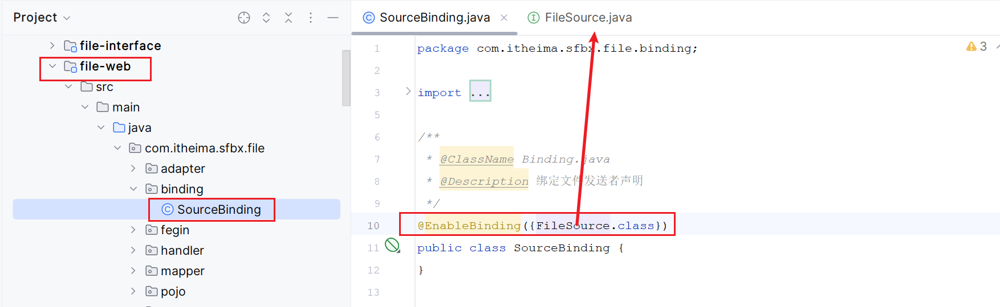 Project
file-interface
file-web
src
main
java
com.itheima.sfbx.file
adapter
binding
SourceBinding
fegin
handler
mapper
pojo
SourceBinding.java
FileSource.java
3
1 package com.itheima.sfbx.file.binding;
2
3 import ...
5
6 /**
7 * @ClassName Binding.java
8 * @Description 绑定文件发送者声明
9 */
10 @EnableBinding({FileSource.class})
11 public class SourceBinding {
12 }
13